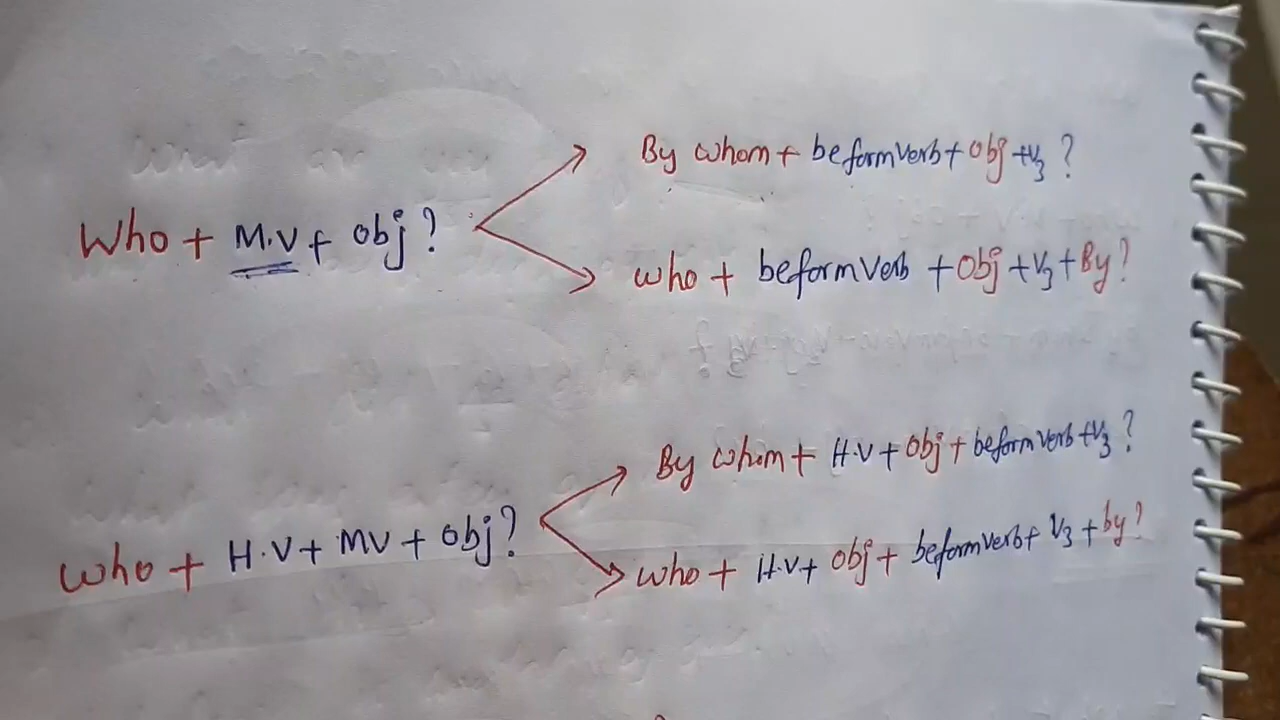 By whom + beformverb + Obj + V3 ?
Who + M.V + Obj ?
who + beformverb + Obj + V3 + By ?
By whom + H.V + Obj + beformverb + V3 ?
who + H.V + MV + Obj ?
who + H.V + Obj + beformverb + V3 + by ?